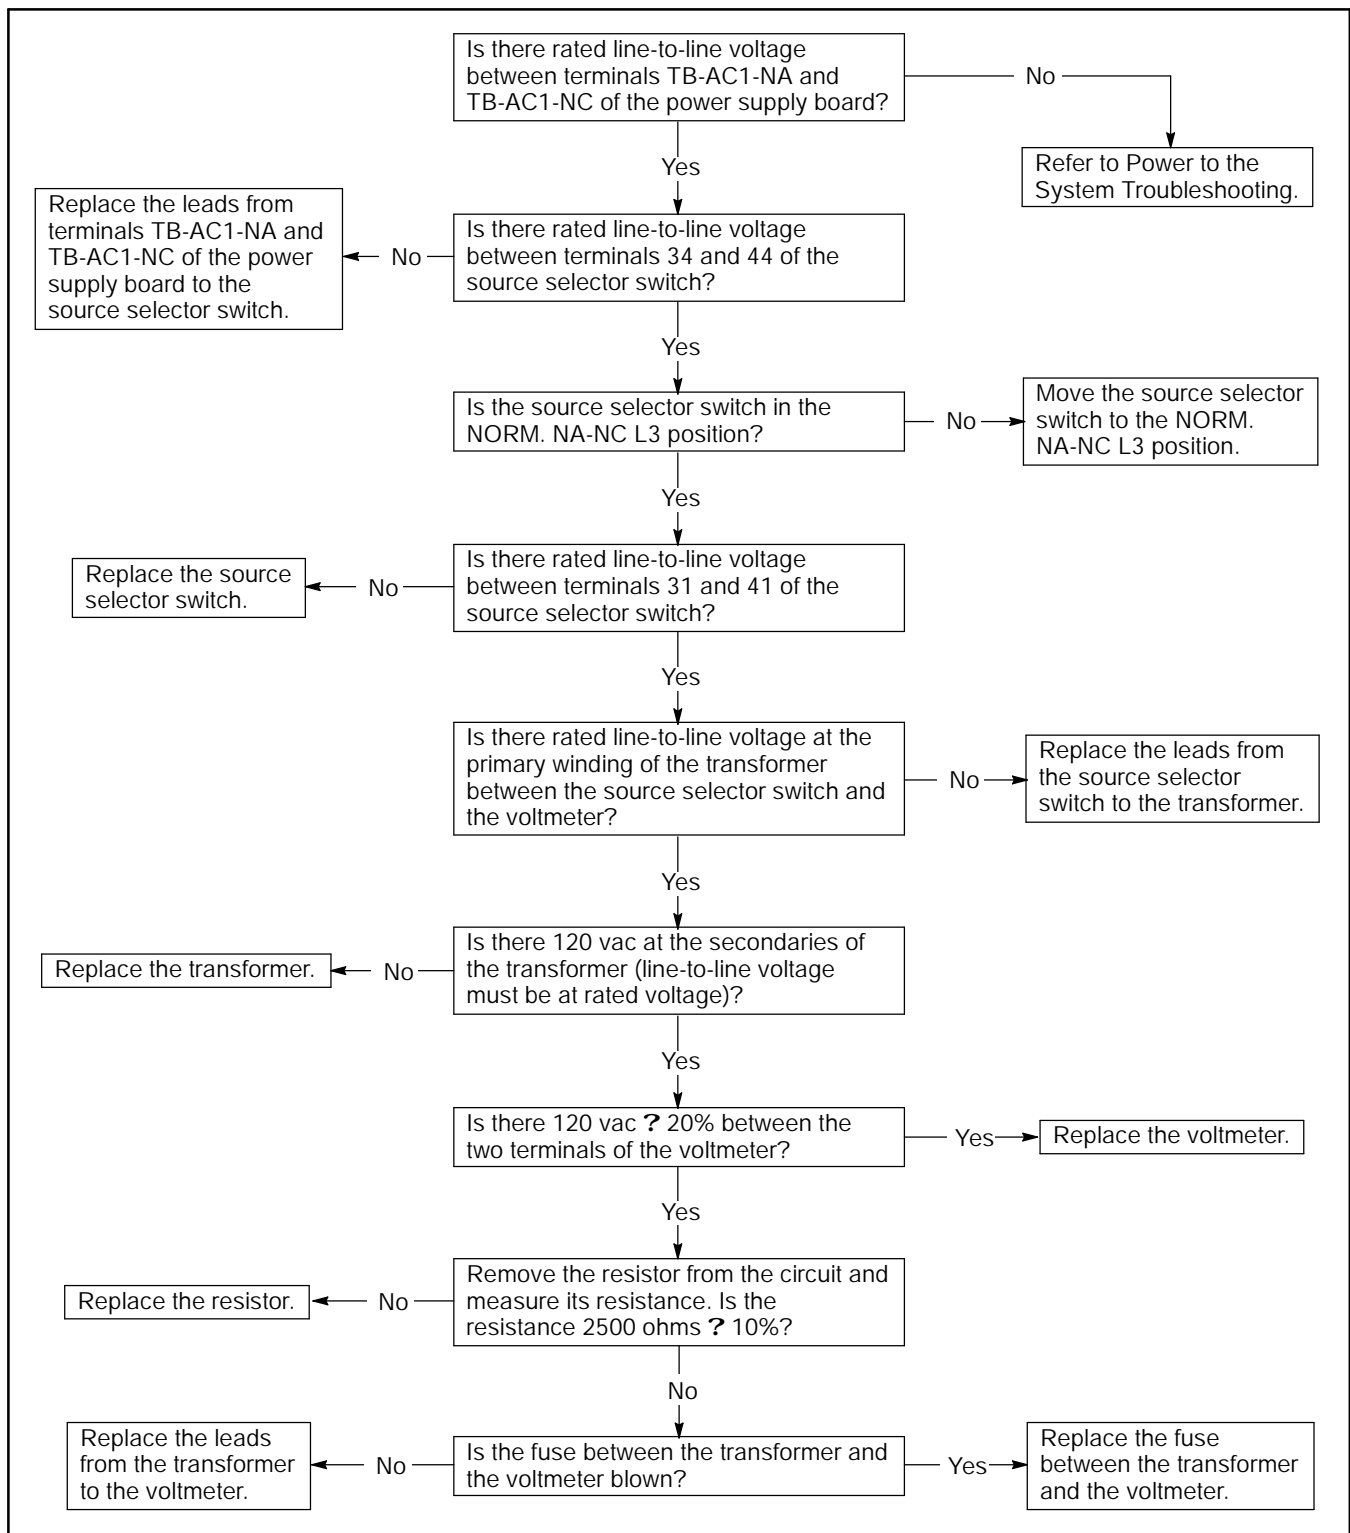 Is there rated line-to-line voltage
between terminals TB-AC1-NA and
TB-AC1-NC of the power supply board?
No
Refer to Power to the
System Troubleshooting.
Yes
Is there rated line-to-line voltage
between terminals 34 and 44 of the
source selector switch?
No
Replace the leads from
terminals TB-AC1-NA and
TB-AC1-NC of the power
supply board to the
source selector switch.
Yes
Is the source selector switch in the
NORM. NA-NC L3 position?
No
Move the source selector
switch to the NORM.
NA-NC L3 position.
Yes
Is there rated line-to-line voltage
between terminals 31 and 41 of the
source selector switch?
No
Replace the source
selector switch.
Yes
Is there rated line-to-line voltage at the
primary winding of the transformer
between the source selector switch and
the voltmeter?
No
Replace the leads from
the source selector
switch to the transformer.
Yes
Is there 120 vac at the secondaries of
the transformer (line-to-line voltage
must be at rated voltage)?
No
Replace the transformer.
Yes
Is there 120 vac ? 20% between the
two terminals of the voltmeter?
Yes
Replace the voltmeter.
Yes
Remove the resistor from the circuit and
measure its resistance. Is the
resistance 2500 ohms ? 10%?
No
Replace the resistor.
No
Is the fuse between the transformer and
the voltmeter blown?
No
Replace the leads
from the transformer
to the voltmeter.
Yes
Replace the fuse
between the transformer
and the voltmeter.